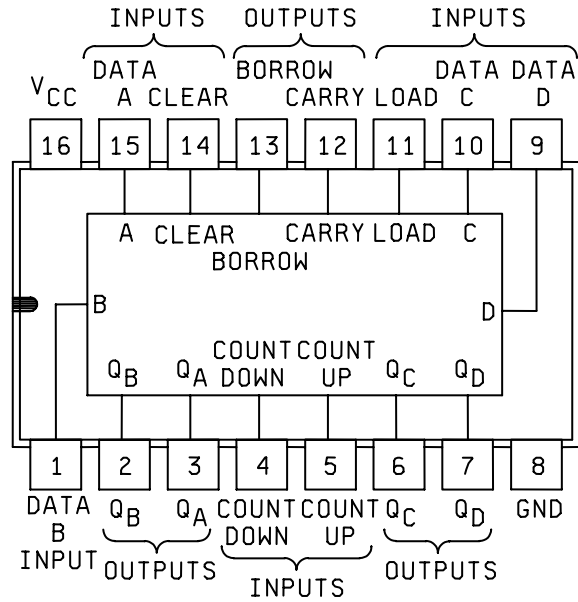 INPUTS OUTPUTS INPUTS
DATA BORROW DATA DATA
VCC A CLEAR CARRY LOAD C D
16 15 14 13 12 11 10 9
A CLEAR CARRY LOAD C
BORROW
B D
COUNT COUNT
QB QA DOWN UP QC QD
1 2 3 4 5 6 7 8
DATA QB QA COUNT COUNT QC QD GND
B DOWN UP
INPUT
OUTPUTS INPUTS OUTPUTS